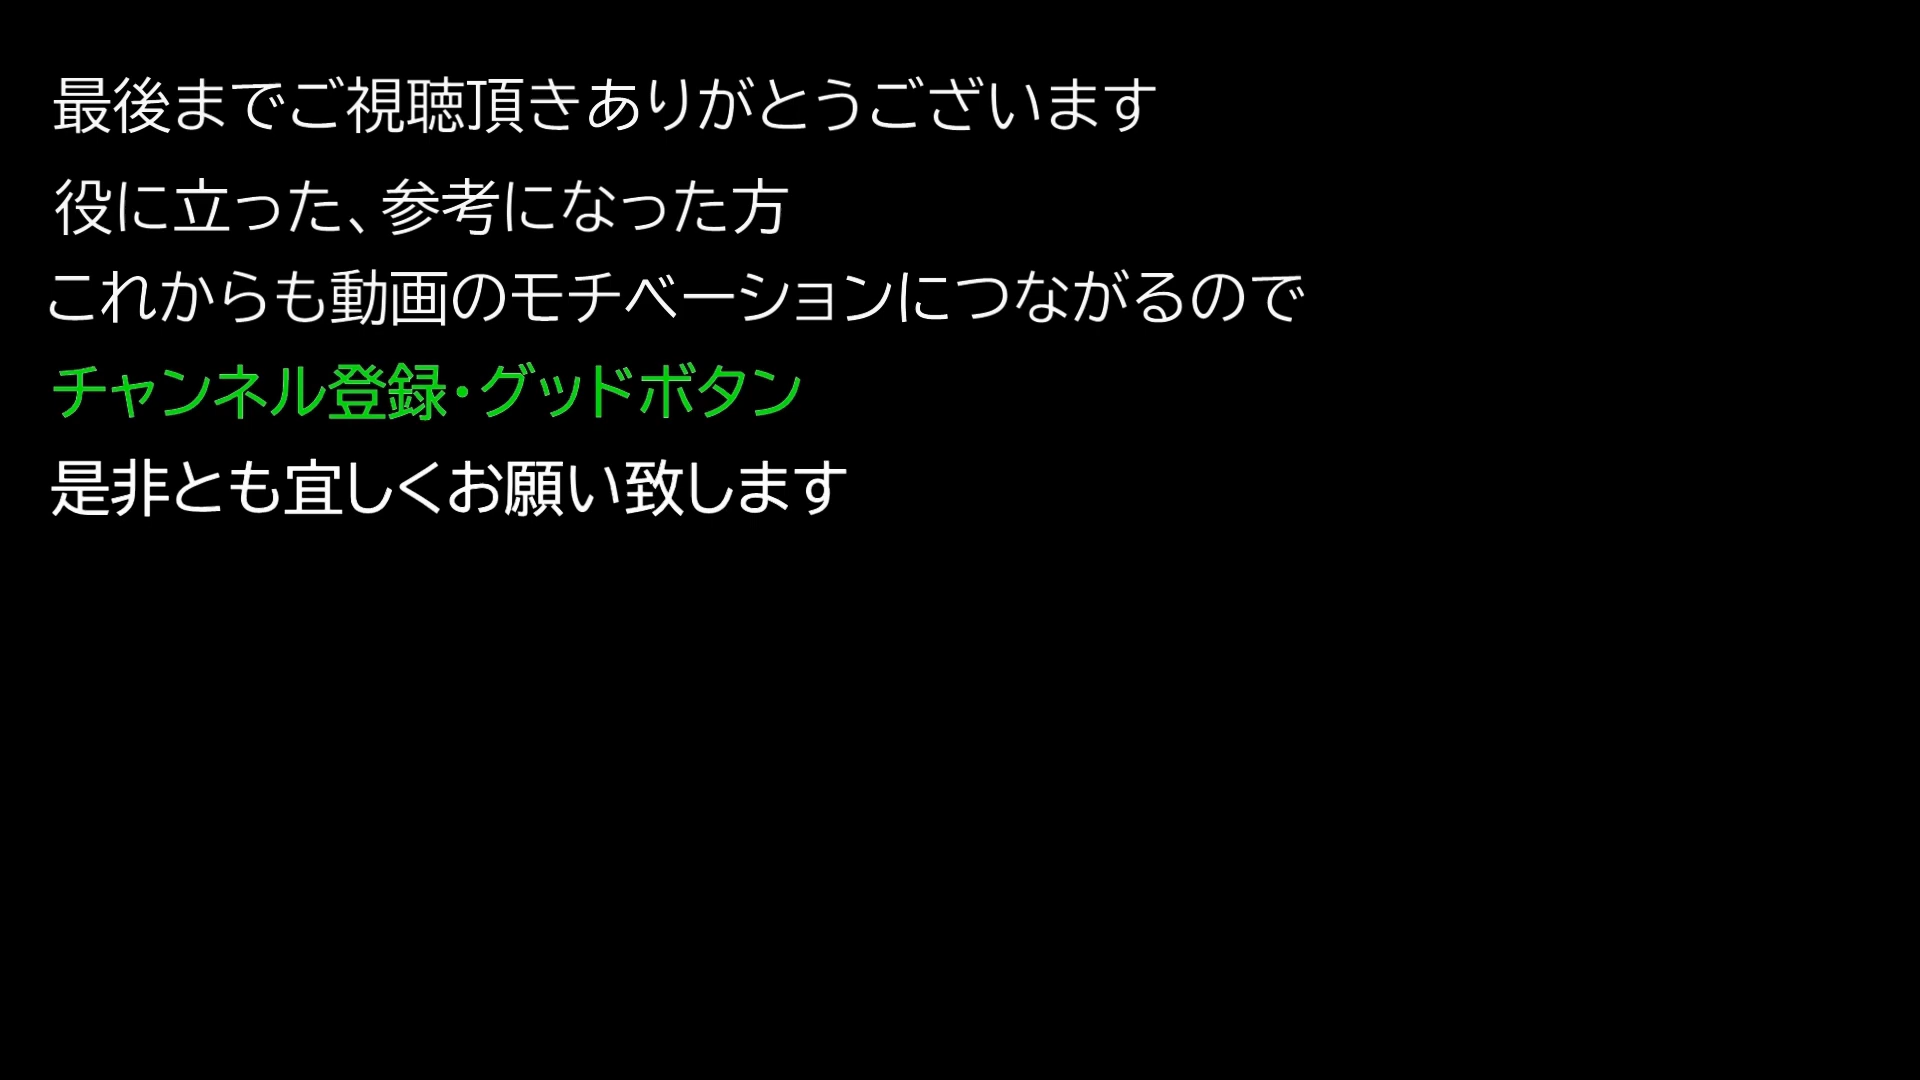 最後までご視聴頂きありがとうございます
役に立った、参考になった方
これからも動画のモチベーションにつながるので
チャンネル登録・グッドボタン
是非とも宜しくお願い致します